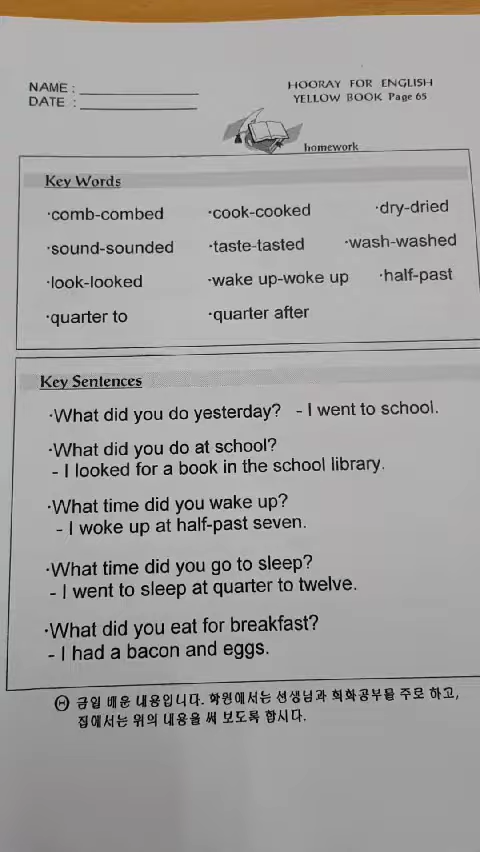 NAME : ____________
DATE : ____________
HOORAY FOR ENGLISH
YELLOW BOOK Page 65
homework
Key Words
·comb-combed ·cook-cooked ·dry-dried
·sound-sounded ·taste-tasted ·wash-washed
·look-looked ·wake up-woke up ·half-past
·quarter to ·quarter after
Key Sentences
·What did you do yesterday? - I went to school.
·What did you do at school?
- I looked for a book in the school library.
·What time did you wake up?
- I woke up at half-past seven.
·What time did you go to sleep?
- I went to sleep at quarter to twelve.
·What did you eat for breakfast?
- I had a bacon and eggs.
금일 배운 내용입니다. 학원에서는 선생님과 회화공부를 주로 하고,
집에서는 위의 내용을 써 보도록 합시다.